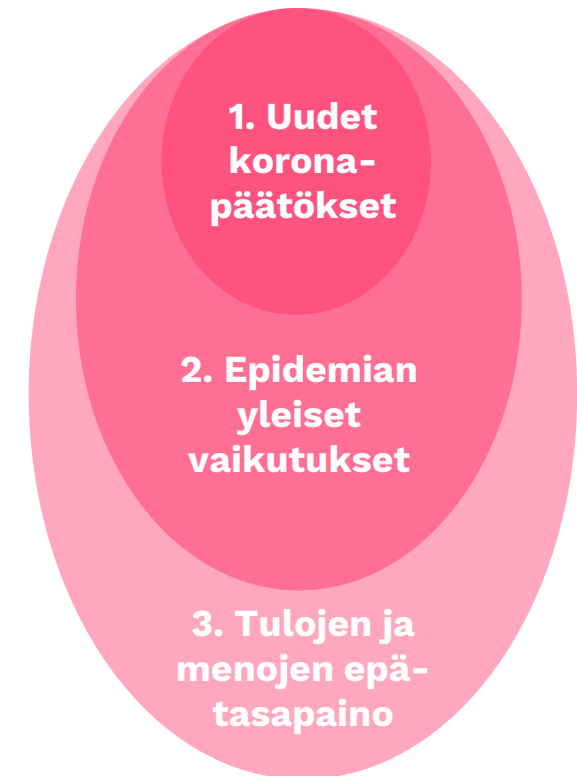 1. Uudet
korona-
päätökset
2. Epidemian
yleiset
vaikutukset
3. Tulojen ja
menojen epä-
tasapaino